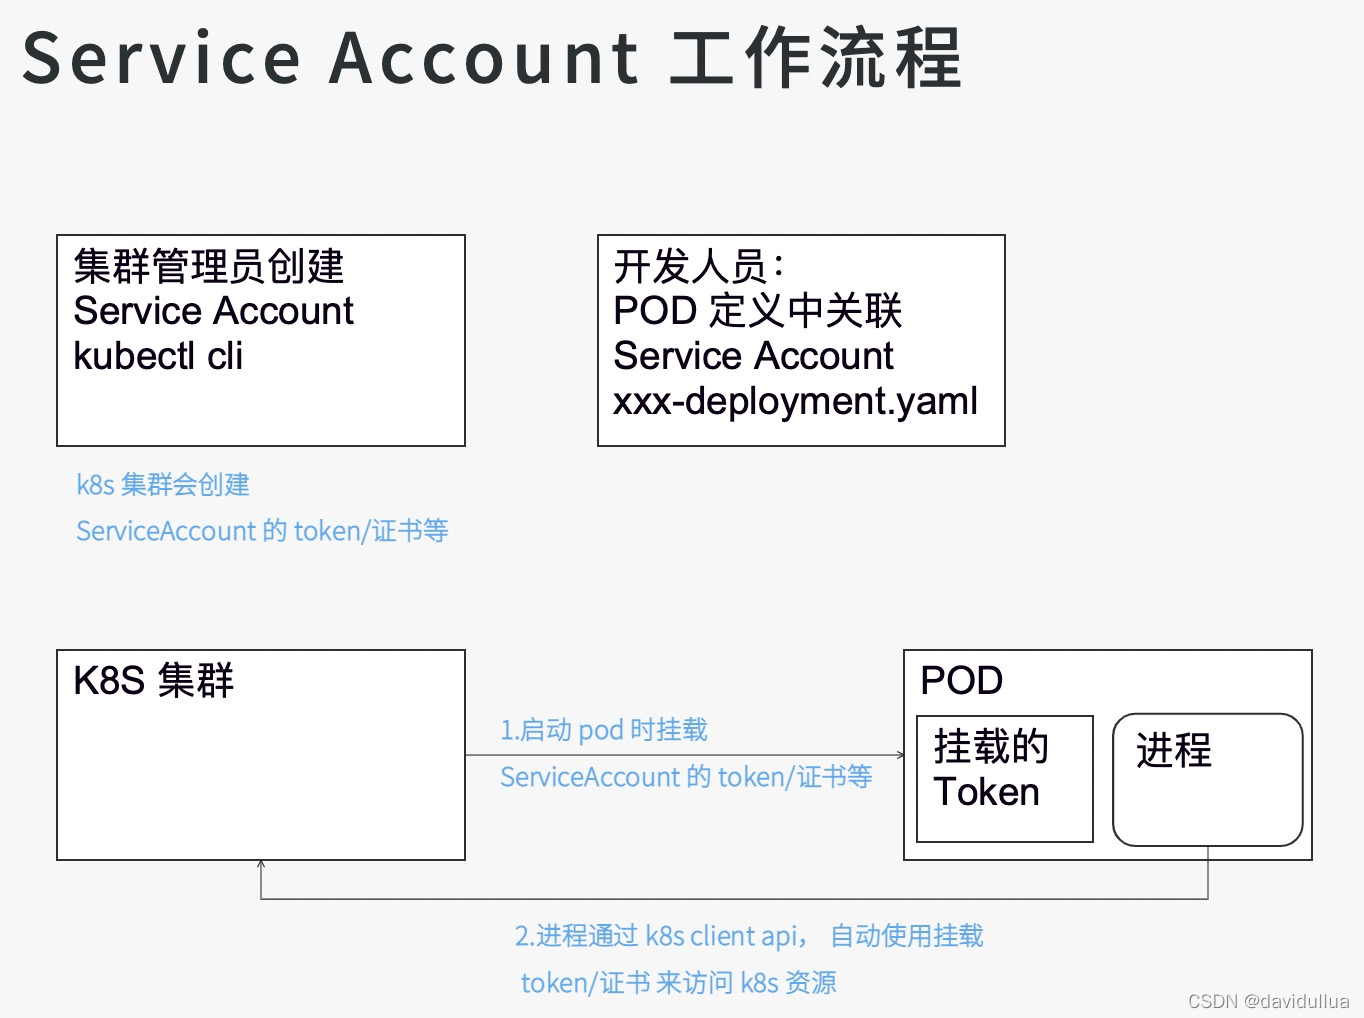 Service Account 工作流程
集群管理员创建
Service Account
kubectl cli
开发人员：
POD 定义中关联
Service Account
xxx-deployment.yaml
k8s 集群会创建
ServiceAccount 的 token/证书等
K8S 集群
1.启动 pod 时挂载
ServiceAccount 的 token/证书等
POD
挂载的
Token
进程
2.进程通过 k8s client api， 自动使用挂载
token/证书 来访问 k8s 资源
CSDN @davidullua